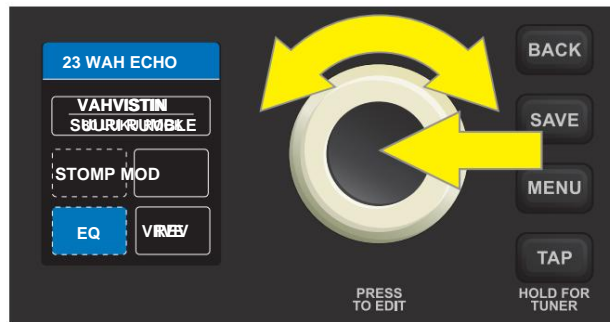 23 WAH ECHO
VAHVISTIN
STOMP MOD
EQ
BACK
SAVE
MENU
TAP
PRESS
TO EDIT
HOLD FOR
TUNER